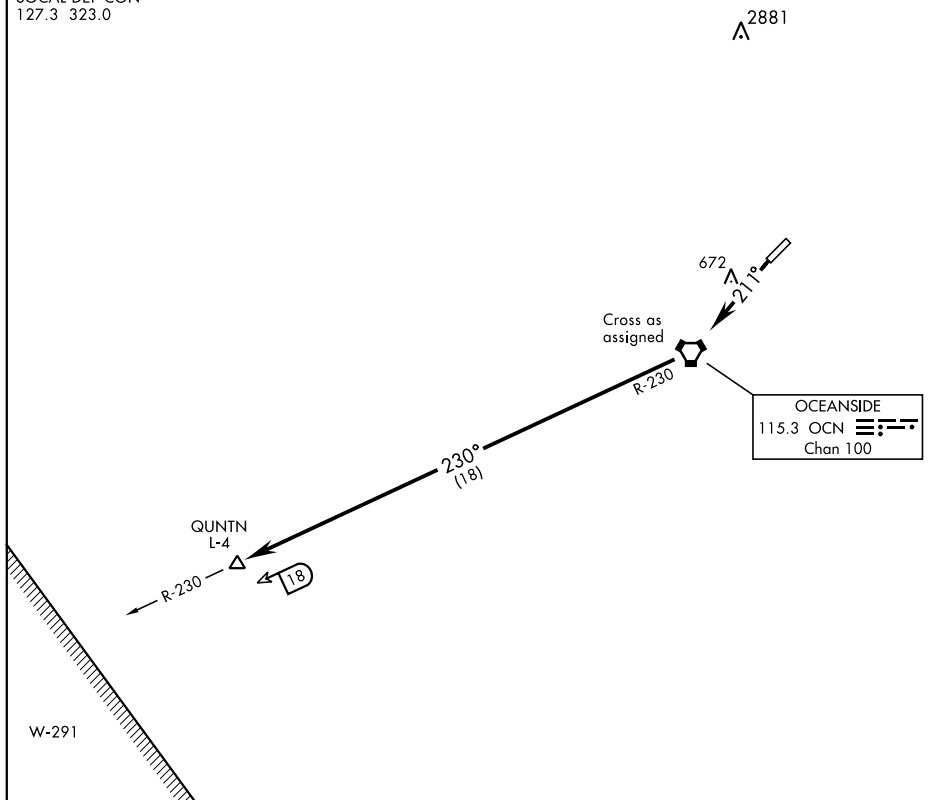 SOCAL DEP CON
127.3 323.0
2881
672
211°
Cross as
assigned
R-230
OCEANSIDE
115.3 OCN
Chan 100
230°
(18)
QUNTN
L-4
18
R-230
W-291